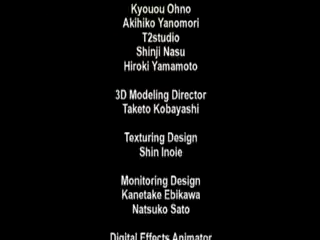 Kyouou Ohno
Akihiko Yanomori
T2studio
Shinji Nasu
Hiroki Yamamoto
3D Modeling Director
Taketo Kobayashi
Texturing Design
Shin Inoie
Monitoring Design
Kanetake Ebikawa
Natsuko Sato
Digital Effects Animator